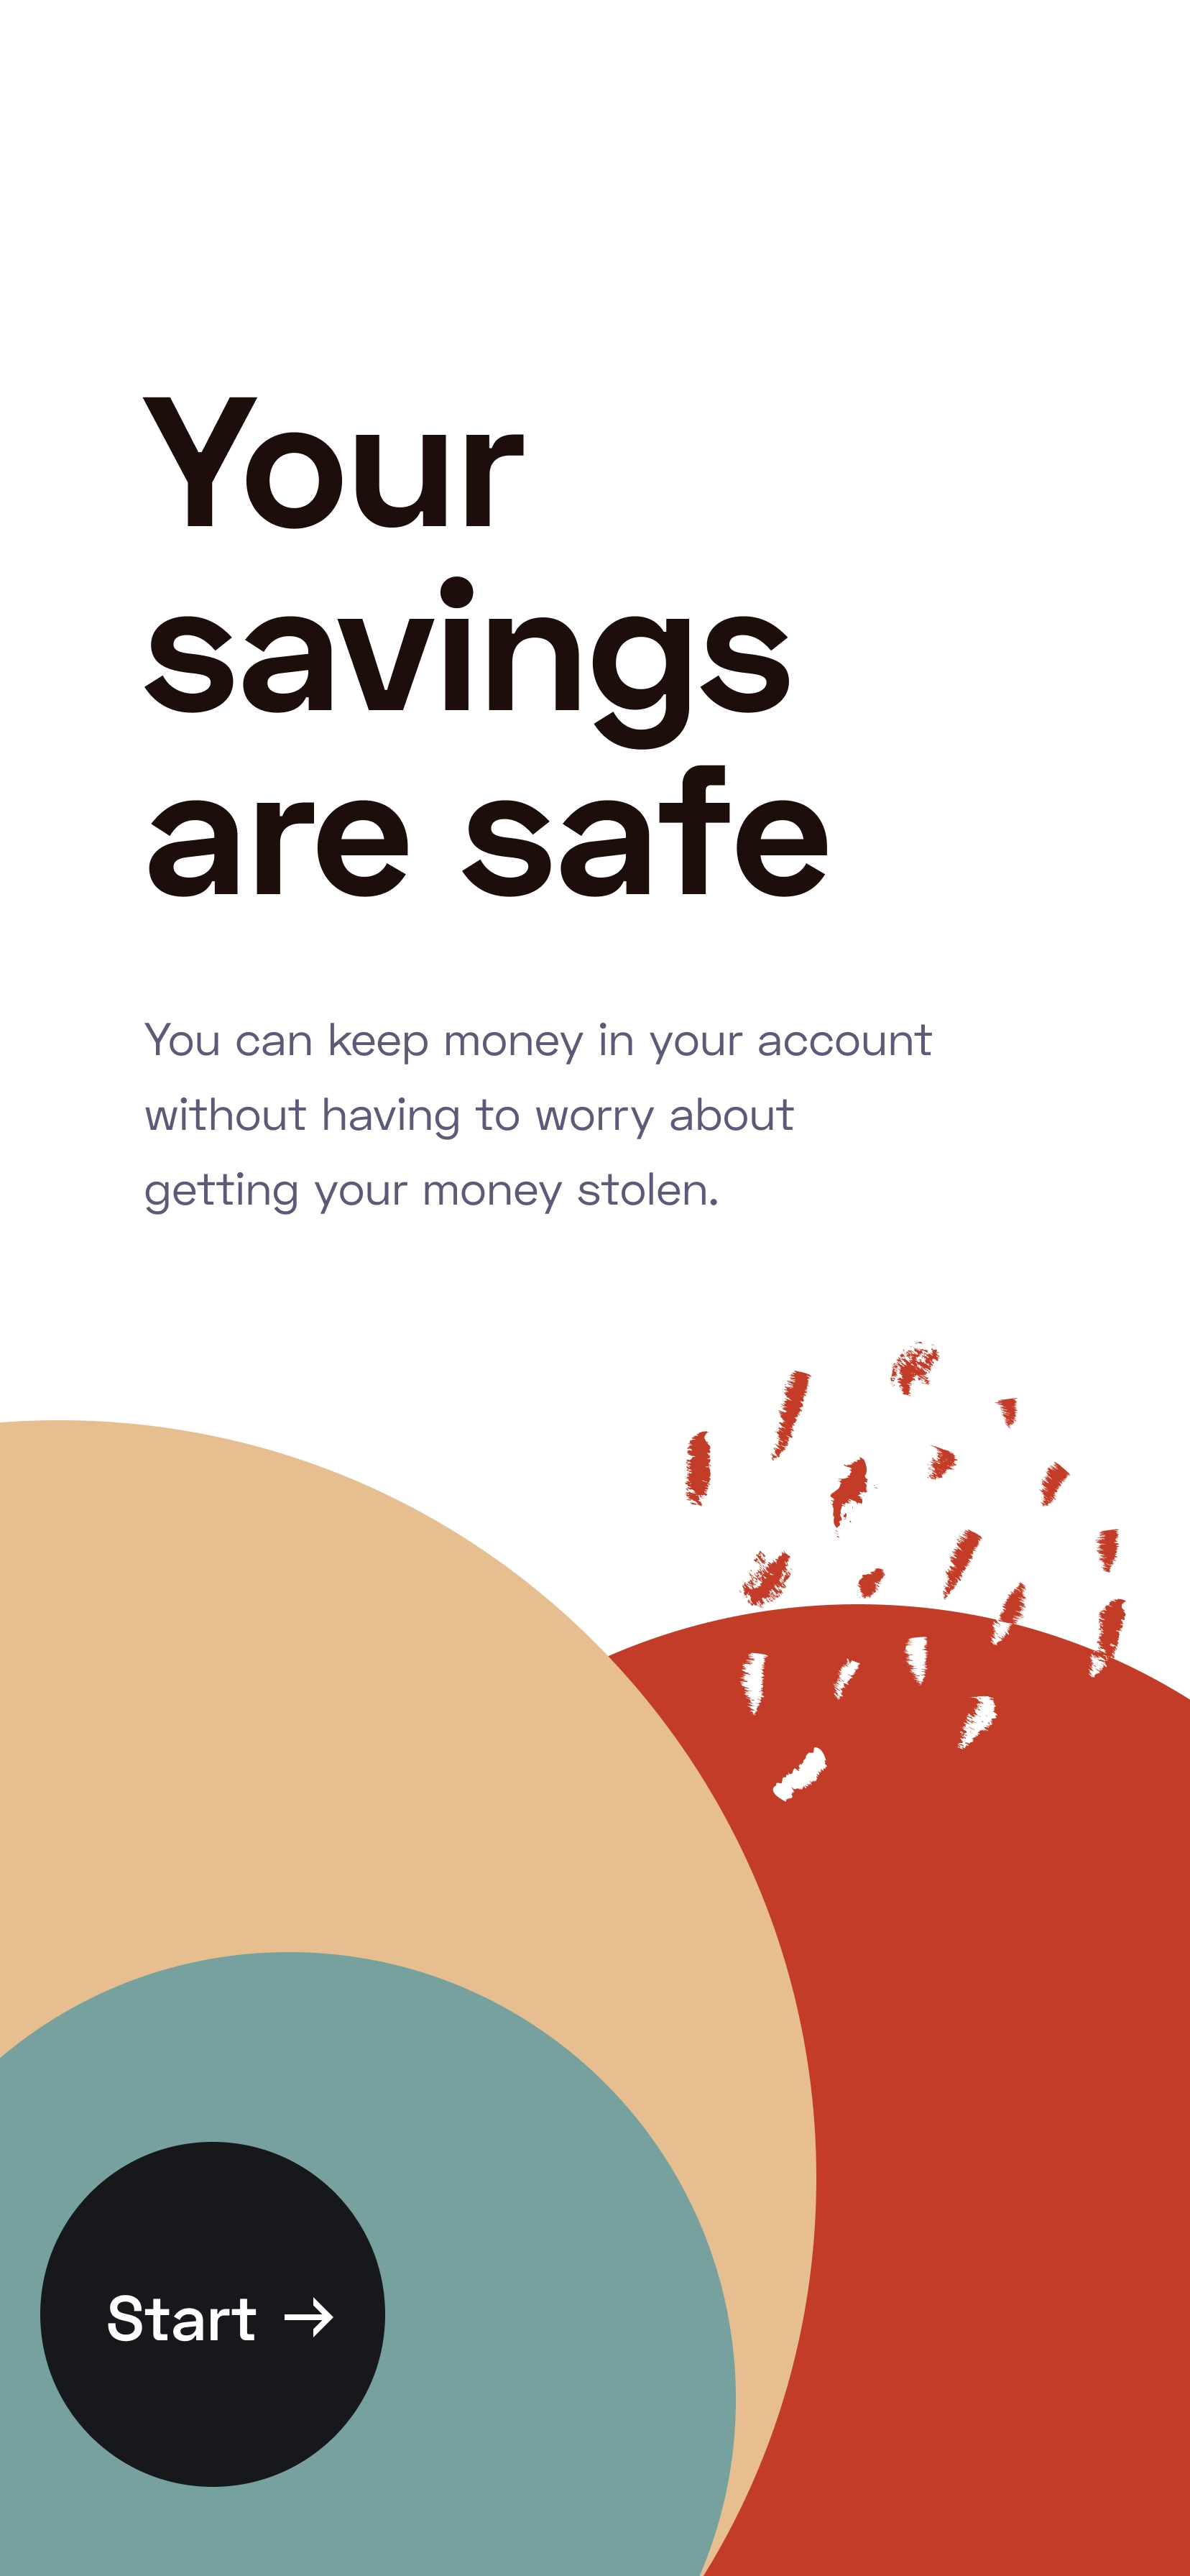 Your
savings
are safe
You can keep money in your account
without having to worry about
getting your money stolen.
Start →